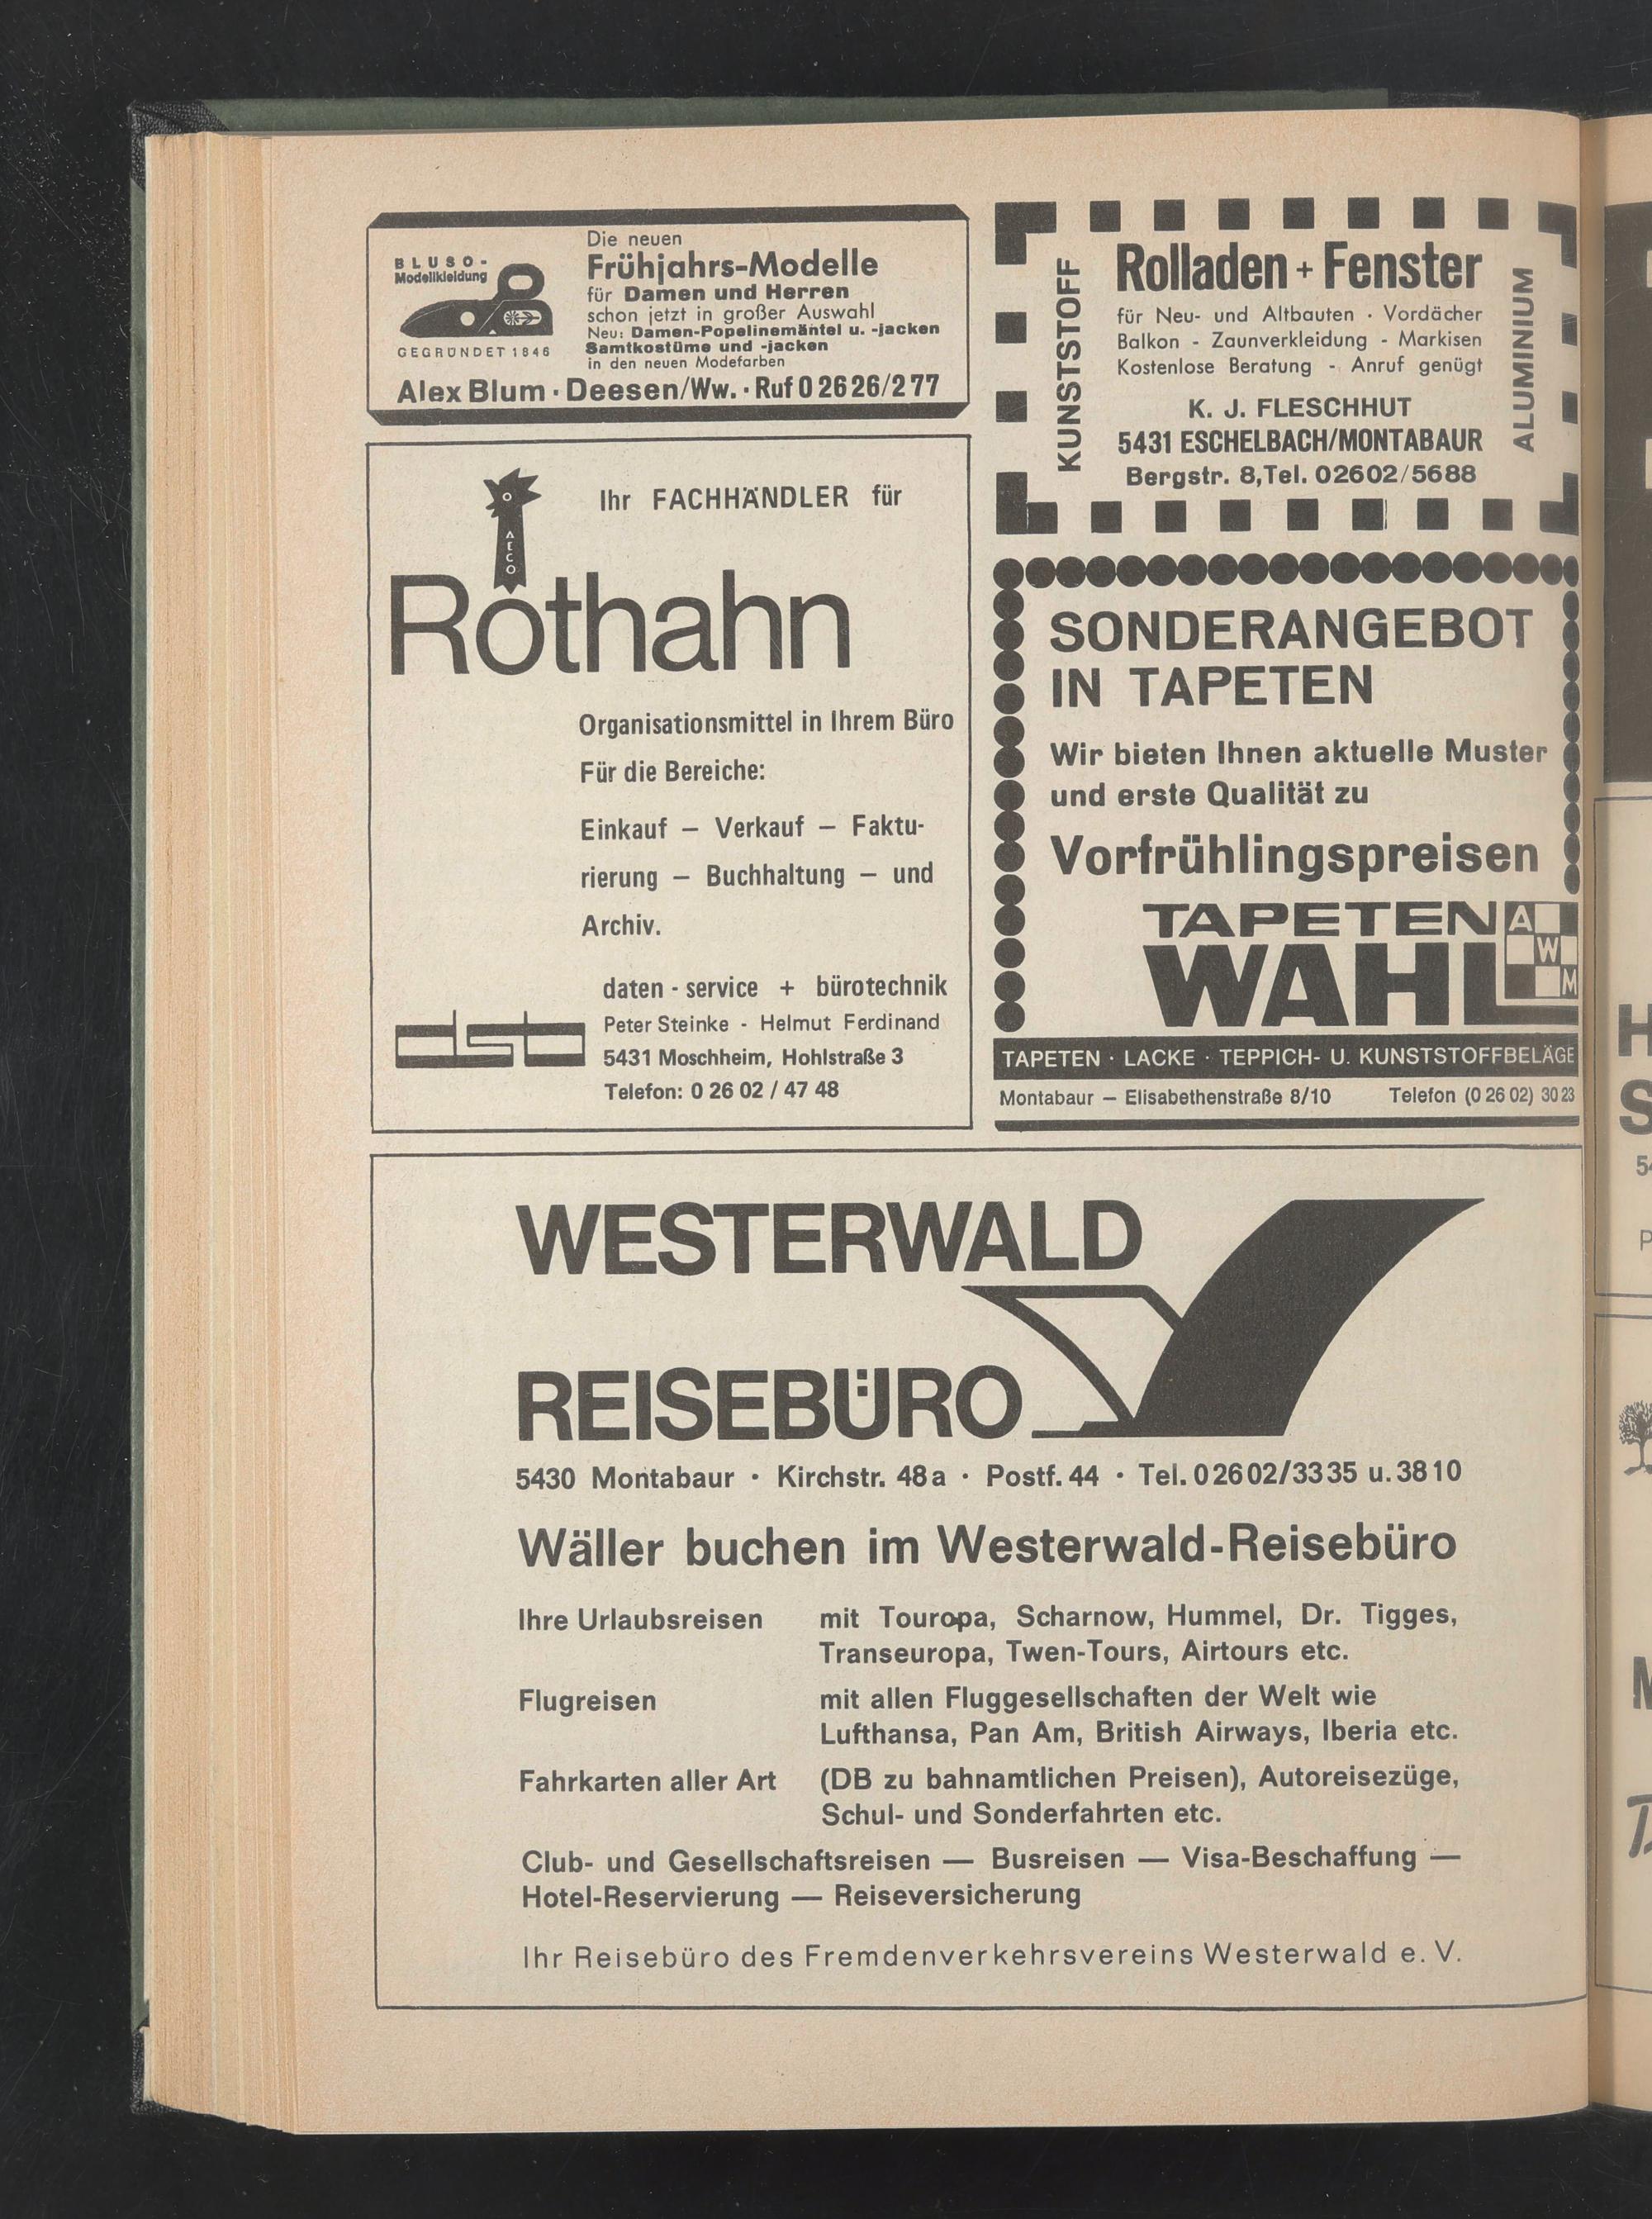 BLUSO-
Modellkleidung
GEGRÜNDET 1846
Die neuen
Frühjahrs-Modelle
für Damen und Herren
schon jetzt in großer Auswahl
Neu: Damen-Popelinemäntel u. -jacken
Samtkostüme und -jacken
in den neuen Modefarben
Alex Blum · Deesen/Ww. · Ruf 0 26 26/2 77
Ihr FACHHÄNDLER für
AECO
Rothahn
Organisationsmittel in Ihrem Büro
Für die Bereiche:
Einkauf – Verkauf – Faktu-
rierung – Buchhaltung – und
Archiv.
dsb
daten - service + bürotechnik
Peter Steinke - Helmut Ferdinand
5431 Moschheim, Hohlstraße 3
Telefon: 0 26 02 / 47 48
KUNSTSTOFF
Rolladen + Fenster
für Neu- und Altbauten · Vordächer
Balkon - Zaunverkleidung - Markisen
Kostenlose Beratung - Anruf genügt
K. J. FLESCHHUT
5431 ESCHELBACH/MONTABAUR
Bergstr. 8, Tel. 02602/5688
ALUMINIUM
SONDERANGEBOT
IN TAPETEN
Wir bieten Ihnen aktuelle Muster
und erste Qualität zu
Vorfrühlingspreisen
TAPETEN
WAHL
AWM
TAPETEN · LACKE · TEPPICH- U. KUNSTSTOFFBELÄGE
Montabaur – Elisabethenstraße 8/10 Telefon (0 26 02) 30 23
WESTERWALD
REISEBÜRO
5430 Montabaur · Kirchstr. 48a · Postf. 44 · Tel. 02602/3335 u. 3810
Wäller buchen im Westerwald-Reisebüro
Ihre Urlaubsreisen mit Touropa, Scharnow, Hummel, Dr. Tigges,
Transeuropa, Twen-Tours, Airtours etc.
Flugreisen mit allen Fluggesellschaften der Welt wie
Lufthansa, Pan Am, British Airways, Iberia etc.
Fahrkarten aller Art (DB zu bahnamtlichen Preisen), Autoreisezüge,
Schul- und Sonderfahrten etc.
Club- und Gesellschaftsreisen — Busreisen — Visa-Beschaffung —
Hotel-Reservierung — Reiseversicherung
Ihr Reisebüro des Fremdenverkehrsvereins Westerwald e. V.